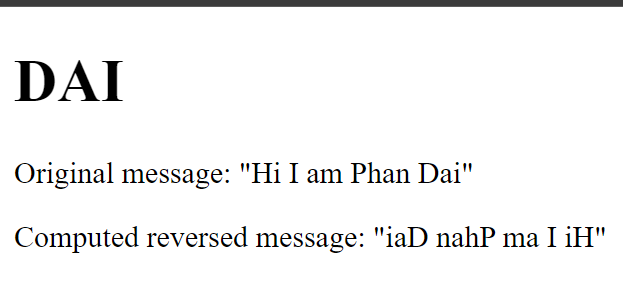 DAI
Original message: "Hi I am Phan Dai"
Computed reversed message: "iaD nahP ma I iH"